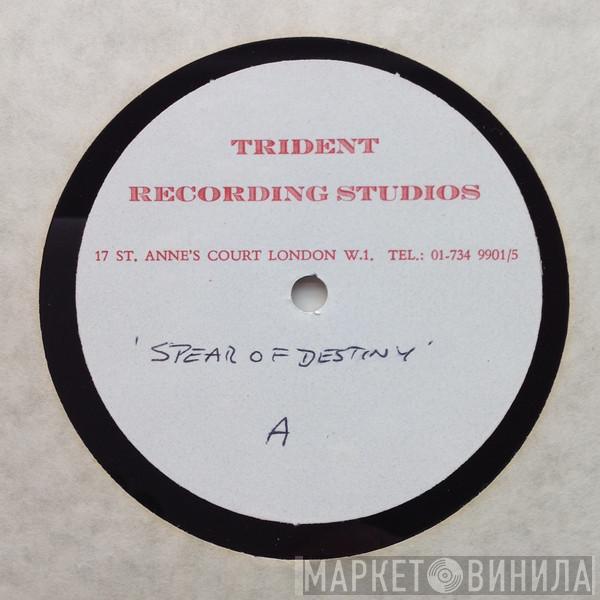 TRIDENT
RECORDING STUDIOS
17 ST. ANNE'S COURT LONDON W.1. TEL.: 01-734 9901/5
'SPEAR OF DESTINY'
A
МАРКЕТ ВИНИЛА